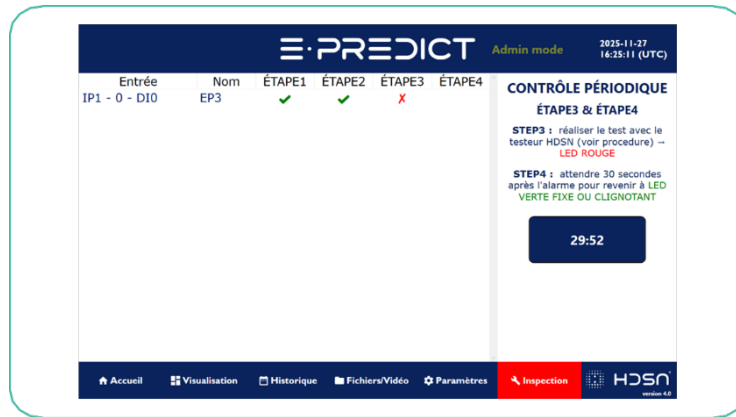 E·PREDICT
Admin mode
2025-11-27
16:25:11 (UTC)
Entrée Nom ÉTAPE1 ÉTAPE2 ÉTAPE3 ÉTAPE4
IP1 - 0 - DI0 EP3 ✔ ✔ ✗
CONTRÔLE PÉRIODIQUE
ÉTAPE3 & ÉTAPE4
STEP3 : réaliser le test avec le
testeur HDSN (voir procedure) →
LED ROUGE
STEP4 : attendre 30 secondes
après l'alarme pour revenir à LED
VERTE FIXE OU CLIGNOTANT
29:52
Accueil Visualisation Historique Fichiers/Vidéo Paramètres Inspection HDSN
version 4.0